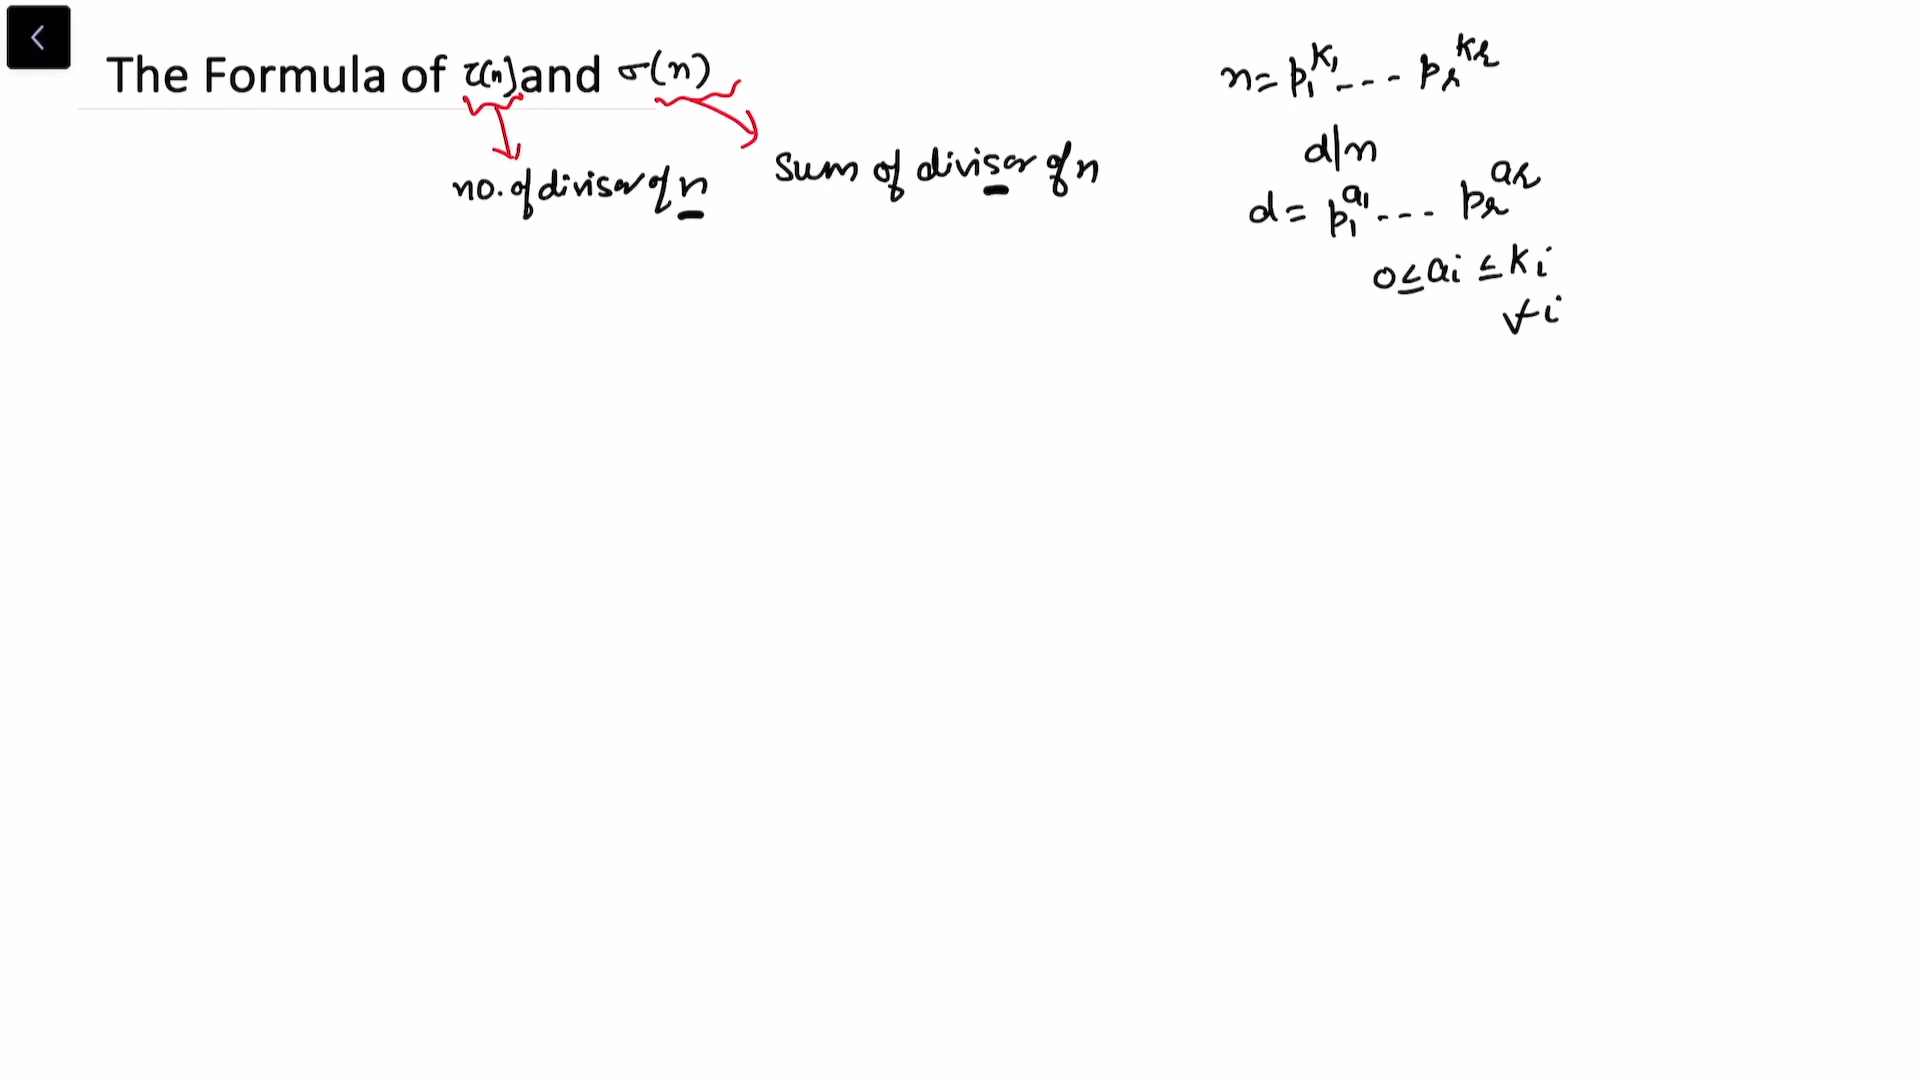 The Formula of τ(n) and σ(n)
no. of divisor of n
Sum of divisor of n
n = p₁^k₁ ... pᵣ^kᵣ
d|n
d = p₁^a₁ ... pᵣ^aᵣ
0 ≤ ai ≤ ki
∀i